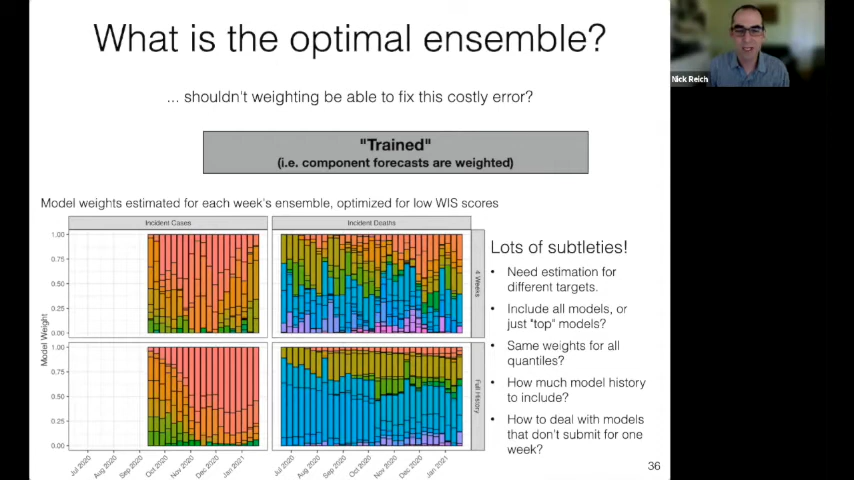 What is the optimal ensemble?
... shouldn't weighting be able to fix this costly error?
"Trained"
(i.e. component forecasts are weighted)
Model weights estimated for each week's ensemble, optimized for low WIS scores
Incident Cases
Incident Deaths
1.00
0.75
0.50
0.25
0.00
4 Weeks
1.00
0.75
0.50
0.25
0.00
Full History
Model Weight
Jul 2020
Aug 2020
Sep 2020
Oct 2020
Nov 2020
Dec 2020
Jan 2021
Jul 2020
Aug 2020
Sep 2020
Oct 2020
Nov 2020
Dec 2020
Jan 2021
Lots of subtleties!
• Need estimation for
different targets.
• Include all models, or
just "top" models?
• Same weights for all
quantiles?
• How much model history
to include?
• How to deal with models
that don't submit for one
week?
36
Nick Reich